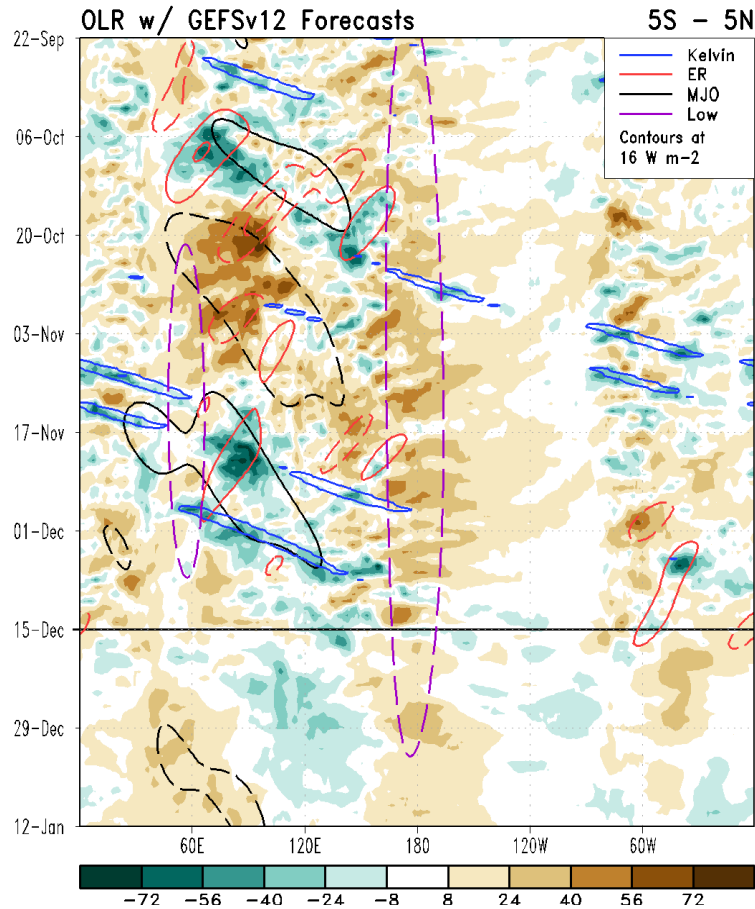 OLR w/ GEFSv12 Forecasts 5S - 5N
22-Sep
06-Oct
20-Oct
03-Nov
17-Nov
01-Dec
15-Dec
29-Dec
12-Jan
Kelvin
ER
MJO
Low
Contours at
16 W m-2
60E 120E 180 120W 60W
-72 -56 -40 -24 -8 8 24 40 56 72